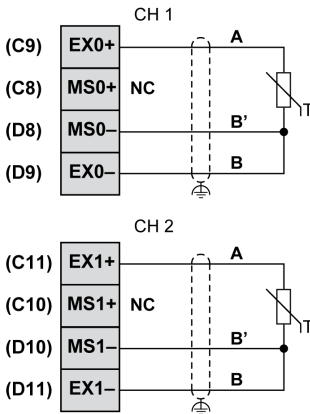 CH 1
(C9) EX0+ A
(C8) MS0+ NC T
(D8) MS0– B’
(D9) EX0– B
CH 2
(C11) EX1+ A
(C10) MS1+ NC T
(D10) MS1– B’
(D11) EX1– B